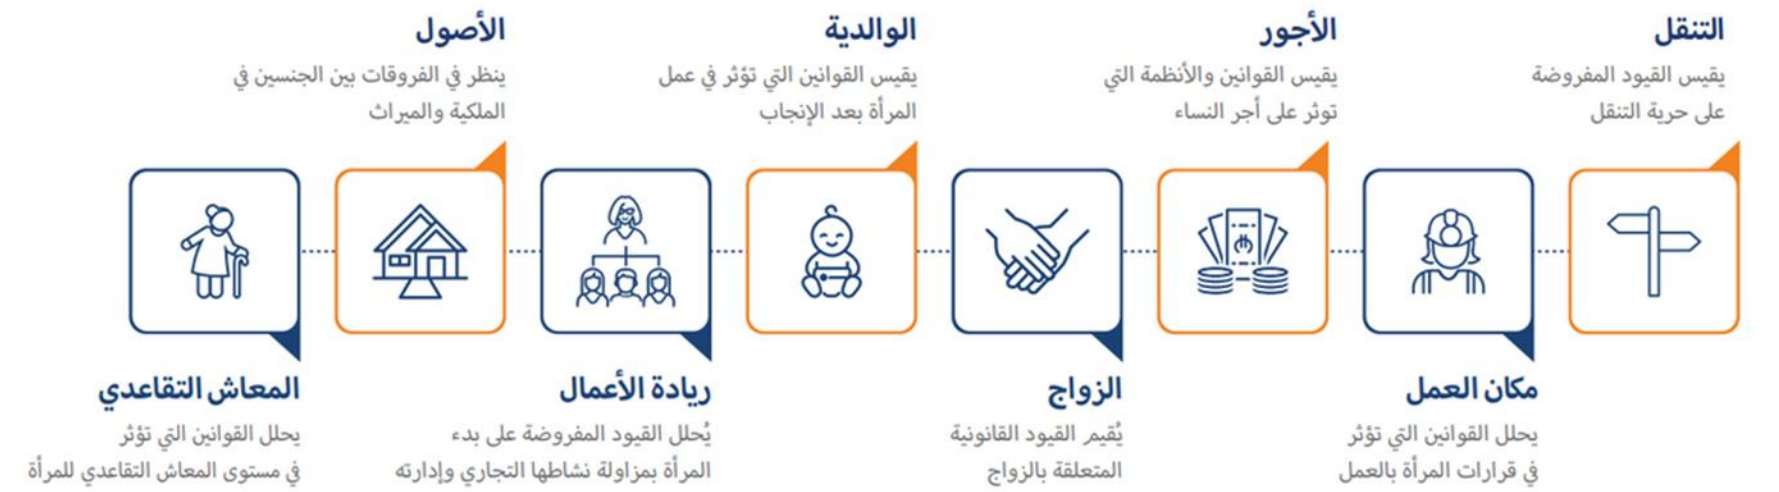 التنقل
يقيس القيود المفروضة
على حرية التنقل
مكان العمل
يحلل القوانين التي تؤثر
في قرارات المرأة بالعمل
الأجور
يقيس القوانين والأنظمة التي
توثر على أجر النساء
الزواج
يُقيم القيود القانونية
المتعلقة بالزواج
الوالدية
يقيس القوانين التي تؤثر في عمل
المرأة بعد الإنجاب
ريادة الأعمال
يُحلل القيود المفروضة على بدء
المرأة بمزاولة نشاطها التجاري وإدارته
الأصول
ينظر في الفروقات بين الجنسين في
الملكية والميراث
المعاش التقاعدي
يحلل القوانين التي تؤثر
في مستوى المعاش التقاعدي للمرأة